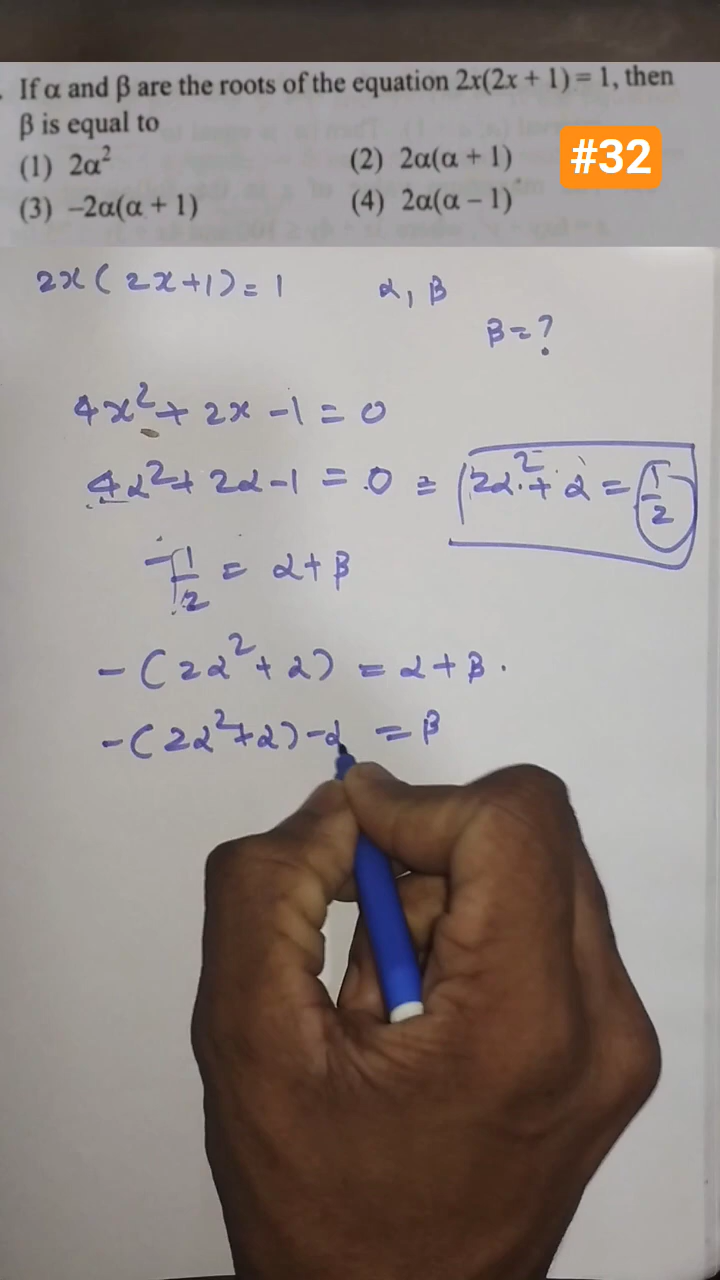 . If α and β are the roots of the equation 2x(2x + 1) = 1, then
β is equal to
(1) 2α²
(2) 2α(α + 1)
#32
(3) –2α(α + 1)
(4) 2α(α – 1)
2x(2x+1)=1
α, β
β=?
4x²+2x-1=0
4α²+2α-1=0 = 2α²+α=1/2
-1/2 = α+β
-(2α²+α) = α+β.
-(2α²+α)-α = β